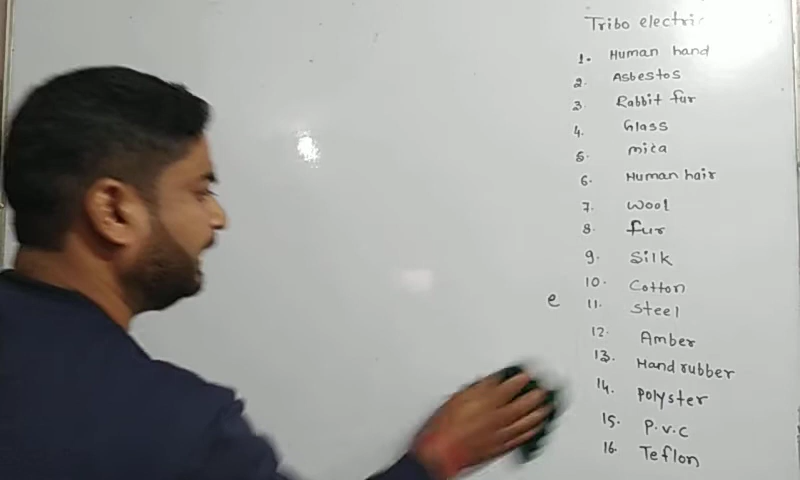 Tribo electric
1. Human hand
2. Asbestos
3. Rabbit fur
4. Glass
5. mica
6. Human hair
7. Wool
8. fur
9. Silk
10. Cotton
e 11. Steel
12. Amber
13. Hand rubber
14. Polyster
15. P.v.c
16. Teflon